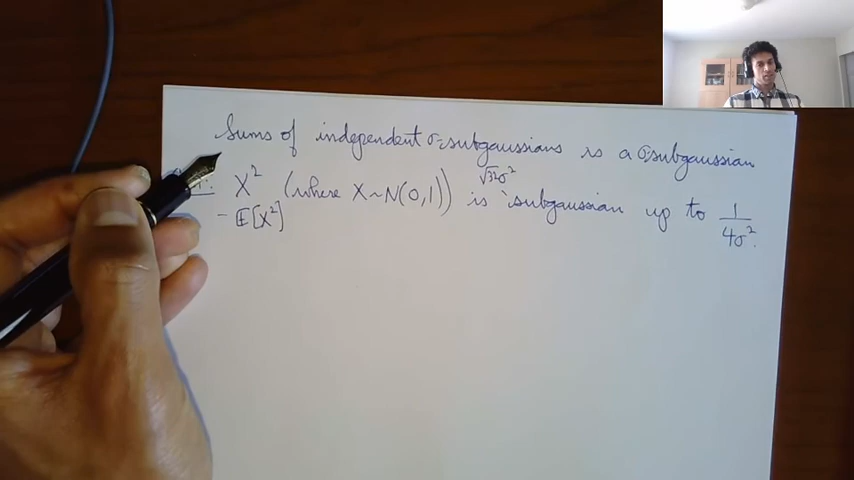 Sums of independent σ-subgaussians is a σ-subgaussian
X² (where X~N(0,1)) is √32σ² subgaussian up to 1/4σ².
- E[X²]